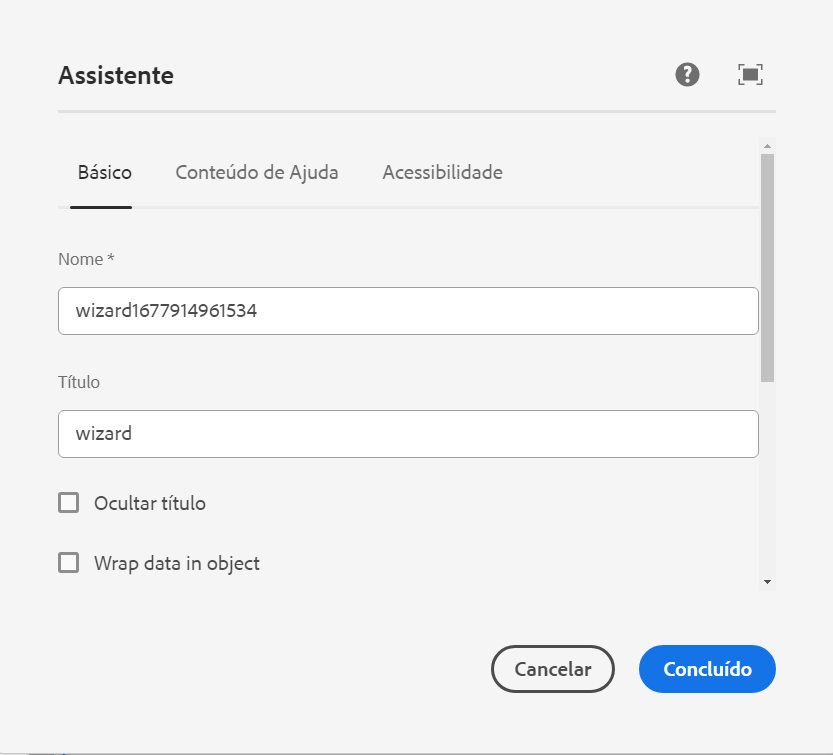 Assistente
Básico Conteúdo de Ajuda Acessibilidade
Nome *
wizard1677914961534
Título
wizard
Ocultar título
Wrap data in object
Cancelar Concluído